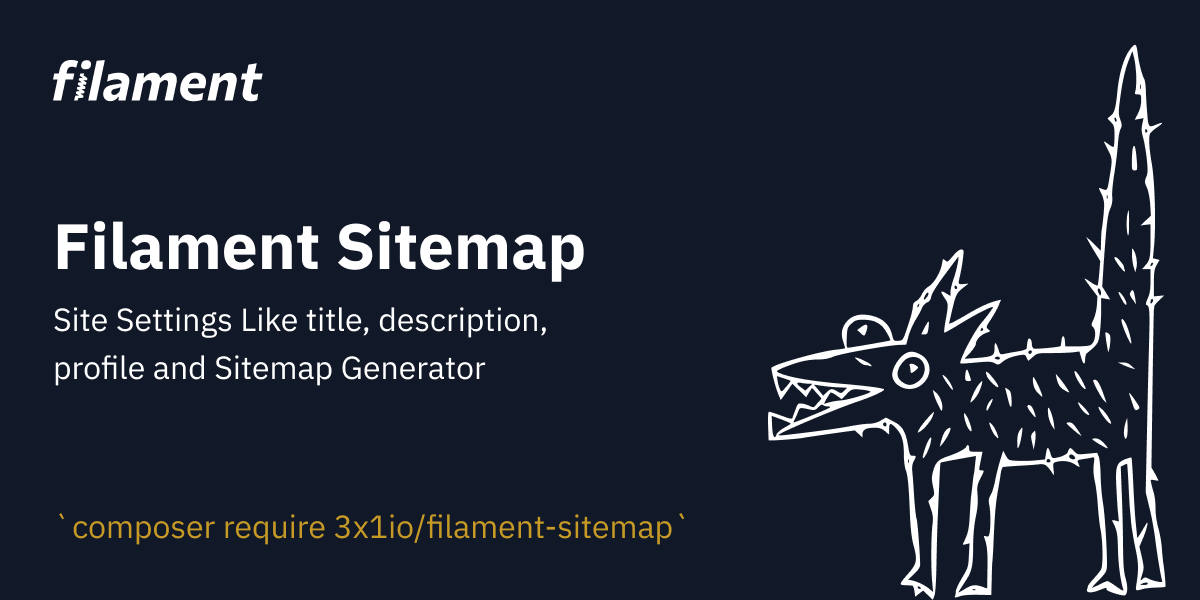 filament
Filament Sitemap
Site Settings Like title, description,
profile and Sitemap Generator
`composer require 3x1io/filament-sitemap`